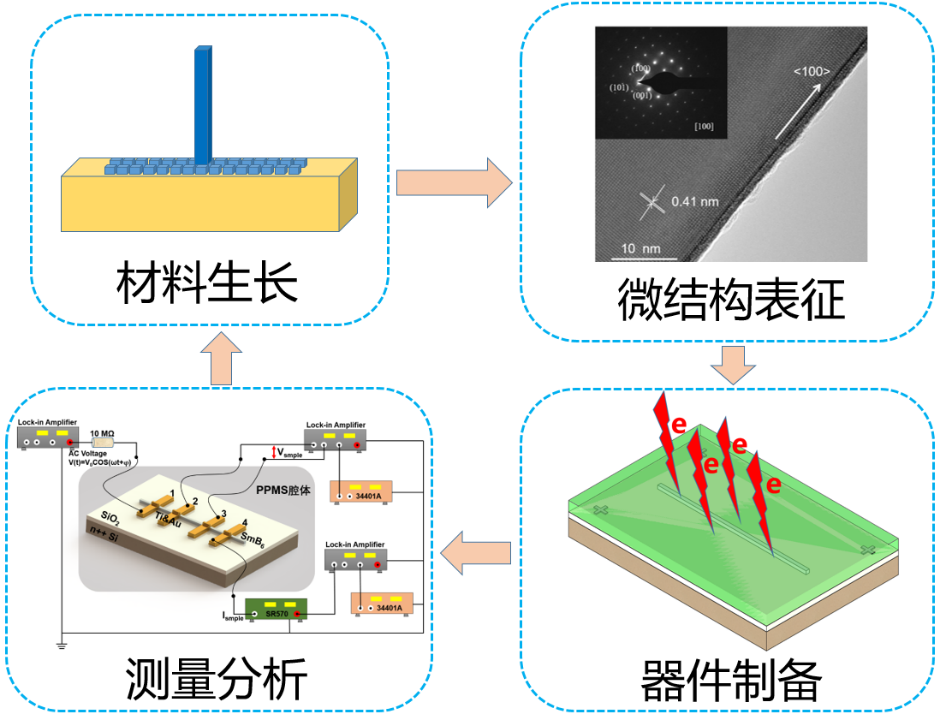 材料生长
(100)
(101)
(001)
[100]
<100>
0.41 nm
10 nm
微结构表征
Lock-in Amplifier
10 MΩ
AC Voltage
V(t)=V₀COS(ωt+φ)
Lock-in Amplifier
Vsmple
34401A
PPMS腔体
1
2
3
4
Ti&Au
SiO₂
SmB₆
n++ Si
Lock-in Amplifier
34401A
Ismple
SR570
测量分析
e
e
e
e
器件制备